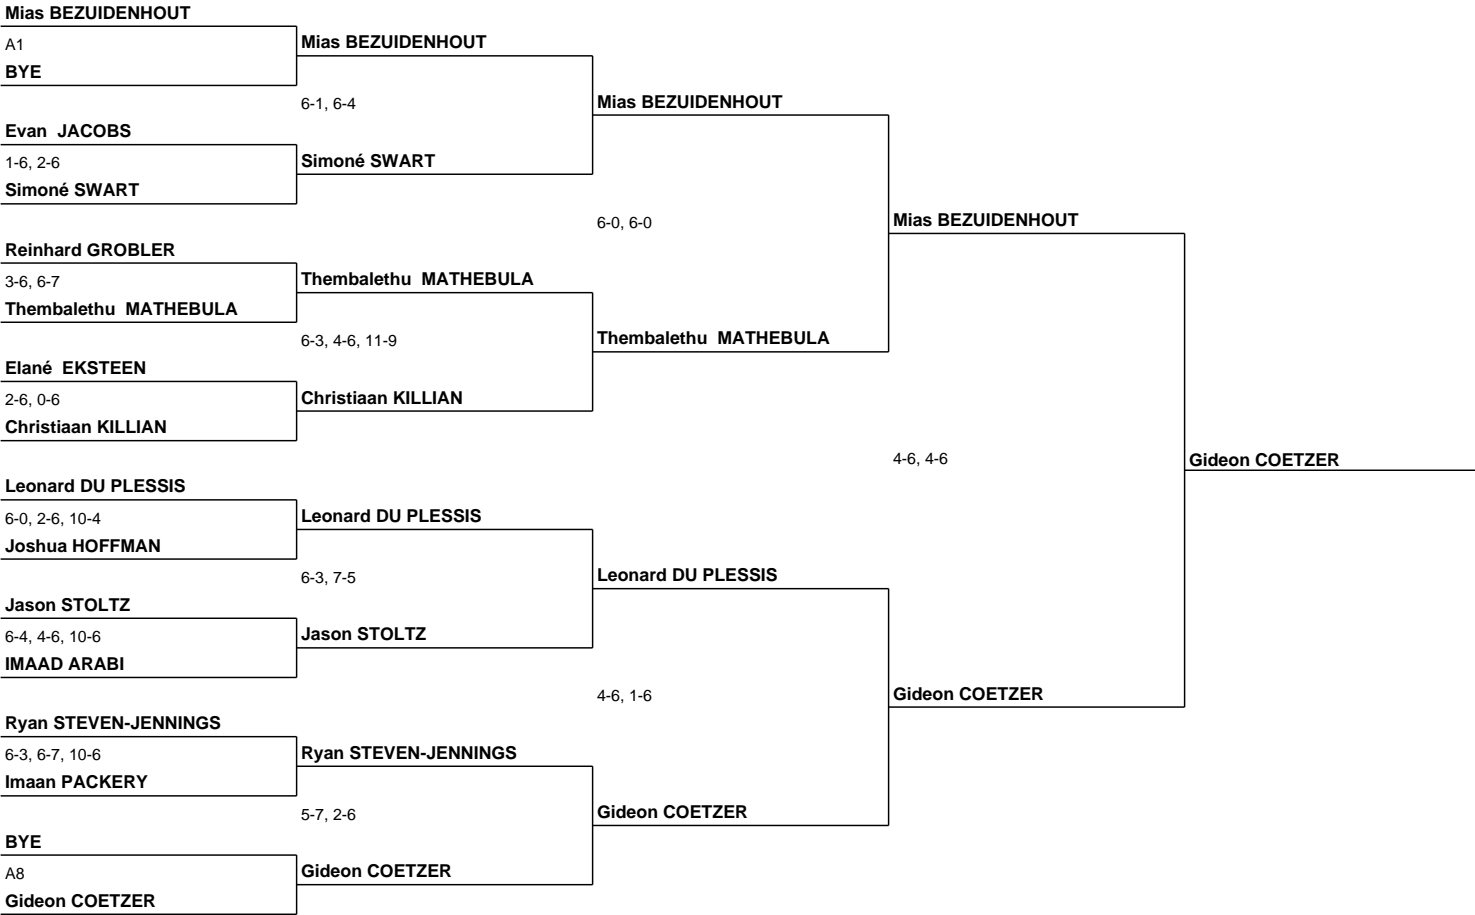 Mias BEZUIDENHOUT
A1
BYE
Evan JACOBS
1-6, 2-6
Simoné SWART
Reinhard GROBLER
3-6, 6-7
Thembalethu MATHEBULA
Elané EKSTEEN
2-6, 0-6
Christiaan KILLIAN
Leonard DU PLESSIS
6-0, 2-6, 10-4
Joshua HOFFMAN
Jason STOLTZ
6-4, 4-6, 10-6
IMAAD ARABI
Ryan STEVEN-JENNINGS
6-3, 6-7, 10-6
Imaan PACKERY
BYE
A8
Gideon COETZER
Mias BEZUIDENHOUT
6-1, 6-4
Simoné SWART
Thembalethu MATHEBULA
6-3, 4-6, 11-9
Christiaan KILLIAN
Leonard DU PLESSIS
6-3, 7-5
Jason STOLTZ
Ryan STEVEN-JENNINGS
5-7, 2-6
Gideon COETZER
Mias BEZUIDENHOUT
6-0, 6-0
Thembalethu MATHEBULA
Leonard DU PLESSIS
4-6, 1-6
Gideon COETZER
Mias BEZUIDENHOUT
4-6, 4-6
Gideon COETZER
Gideon COETZER